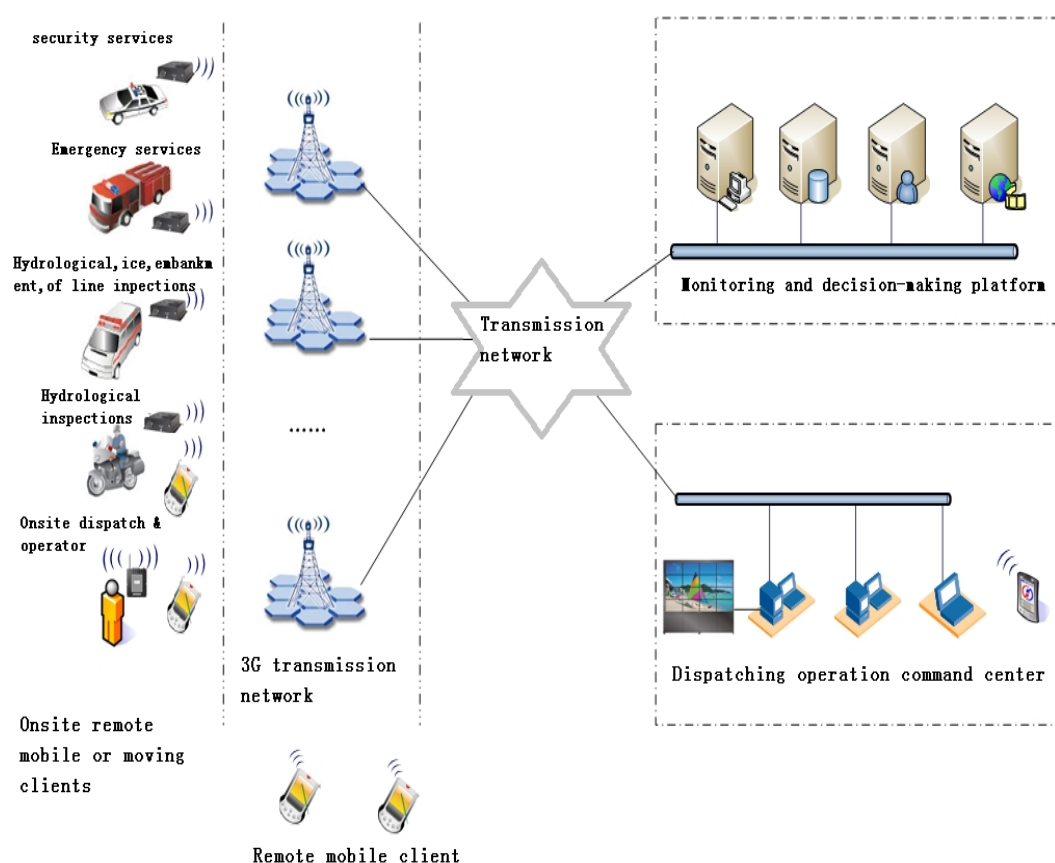 security services
Emergency services
Hydrological, ice, embankm
ent, of line inpections
Hydrological
inspections
Onsite dispatch &
operator
Onsite remote
mobile or moving
clients
3G transmission
network
......
Remote mobile client
Transmission
network
Monitoring and decision-making platform
Dispatching operation command center